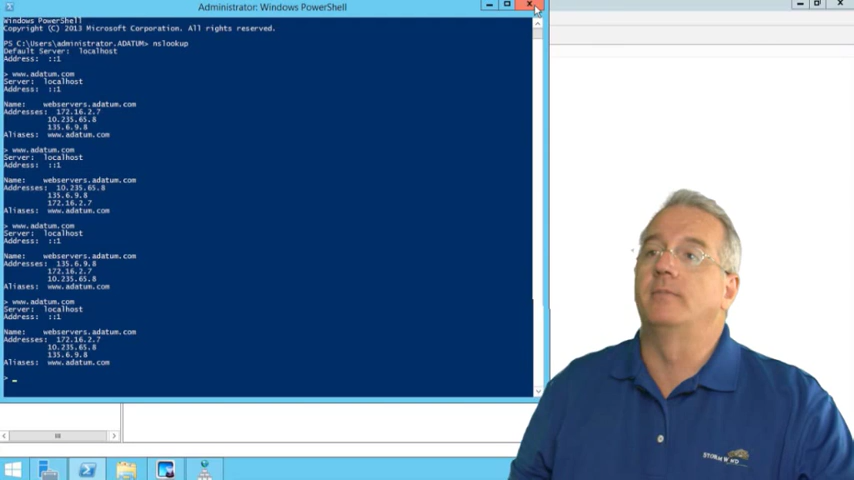 Administrator: Windows PowerShell
Windows PowerShell
Copyright (C) 2013 Microsoft Corporation. All rights reserved.
PS C:\Users\administrator.ADATUM> nslookup
Default Server:  localhost
Address:  ::1
> www.adatum.com
Server:  localhost
Address:  ::1
Name:    webservers.adatum.com
Addresses:  172.16.2.7
10.235.65.8
135.6.9.8
Aliases:  www.adatum.com
> www.adatum.com
Server:  localhost
Address:  ::1
Name:    webservers.adatum.com
Addresses:  10.235.65.8
135.6.9.8
172.16.2.7
Aliases:  www.adatum.com
> www.adatum.com
Server:  localhost
Address:  ::1
Name:    webservers.adatum.com
Addresses:  135.6.9.8
172.16.2.7
10.235.65.8
Aliases:  www.adatum.com
> www.adatum.com
Server:  localhost
Address:  ::1
Name:    webservers.adatum.com
Addresses:  172.16.2.7
10.235.65.8
135.6.9.8
Aliases:  www.adatum.com
> _
STORMWIND